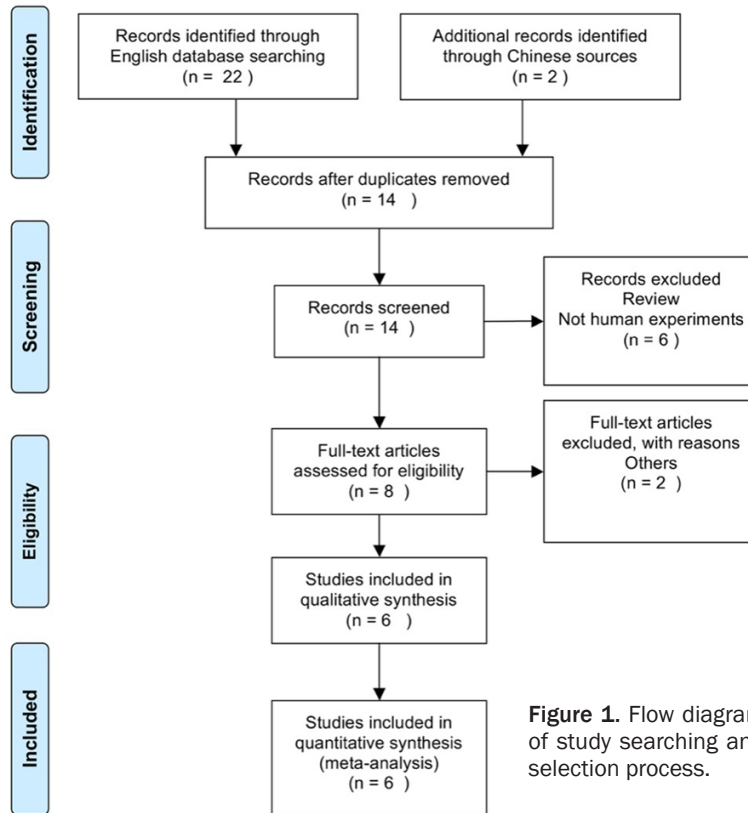 Identification
Records identified through
English database searching
(n = 22 )
Additional records identified
through Chinese sources
(n = 2 )
Records after duplicates removed
(n = 14 )
Screening
Records screened
(n = 14 )
Records excluded
Review
Not human experiments
(n = 6 )
Eligibility
Full-text articles
assessed for eligibility
(n = 8 )
Full-text articles
excluded, with reasons
Others
(n = 2 )
Studies included in
qualitative synthesis
(n = 6 )
Included
Studies included in
quantitative synthesis
(meta-analysis)
(n = 6 )
Figure 1. Flow diagram
of study searching an
selection process.